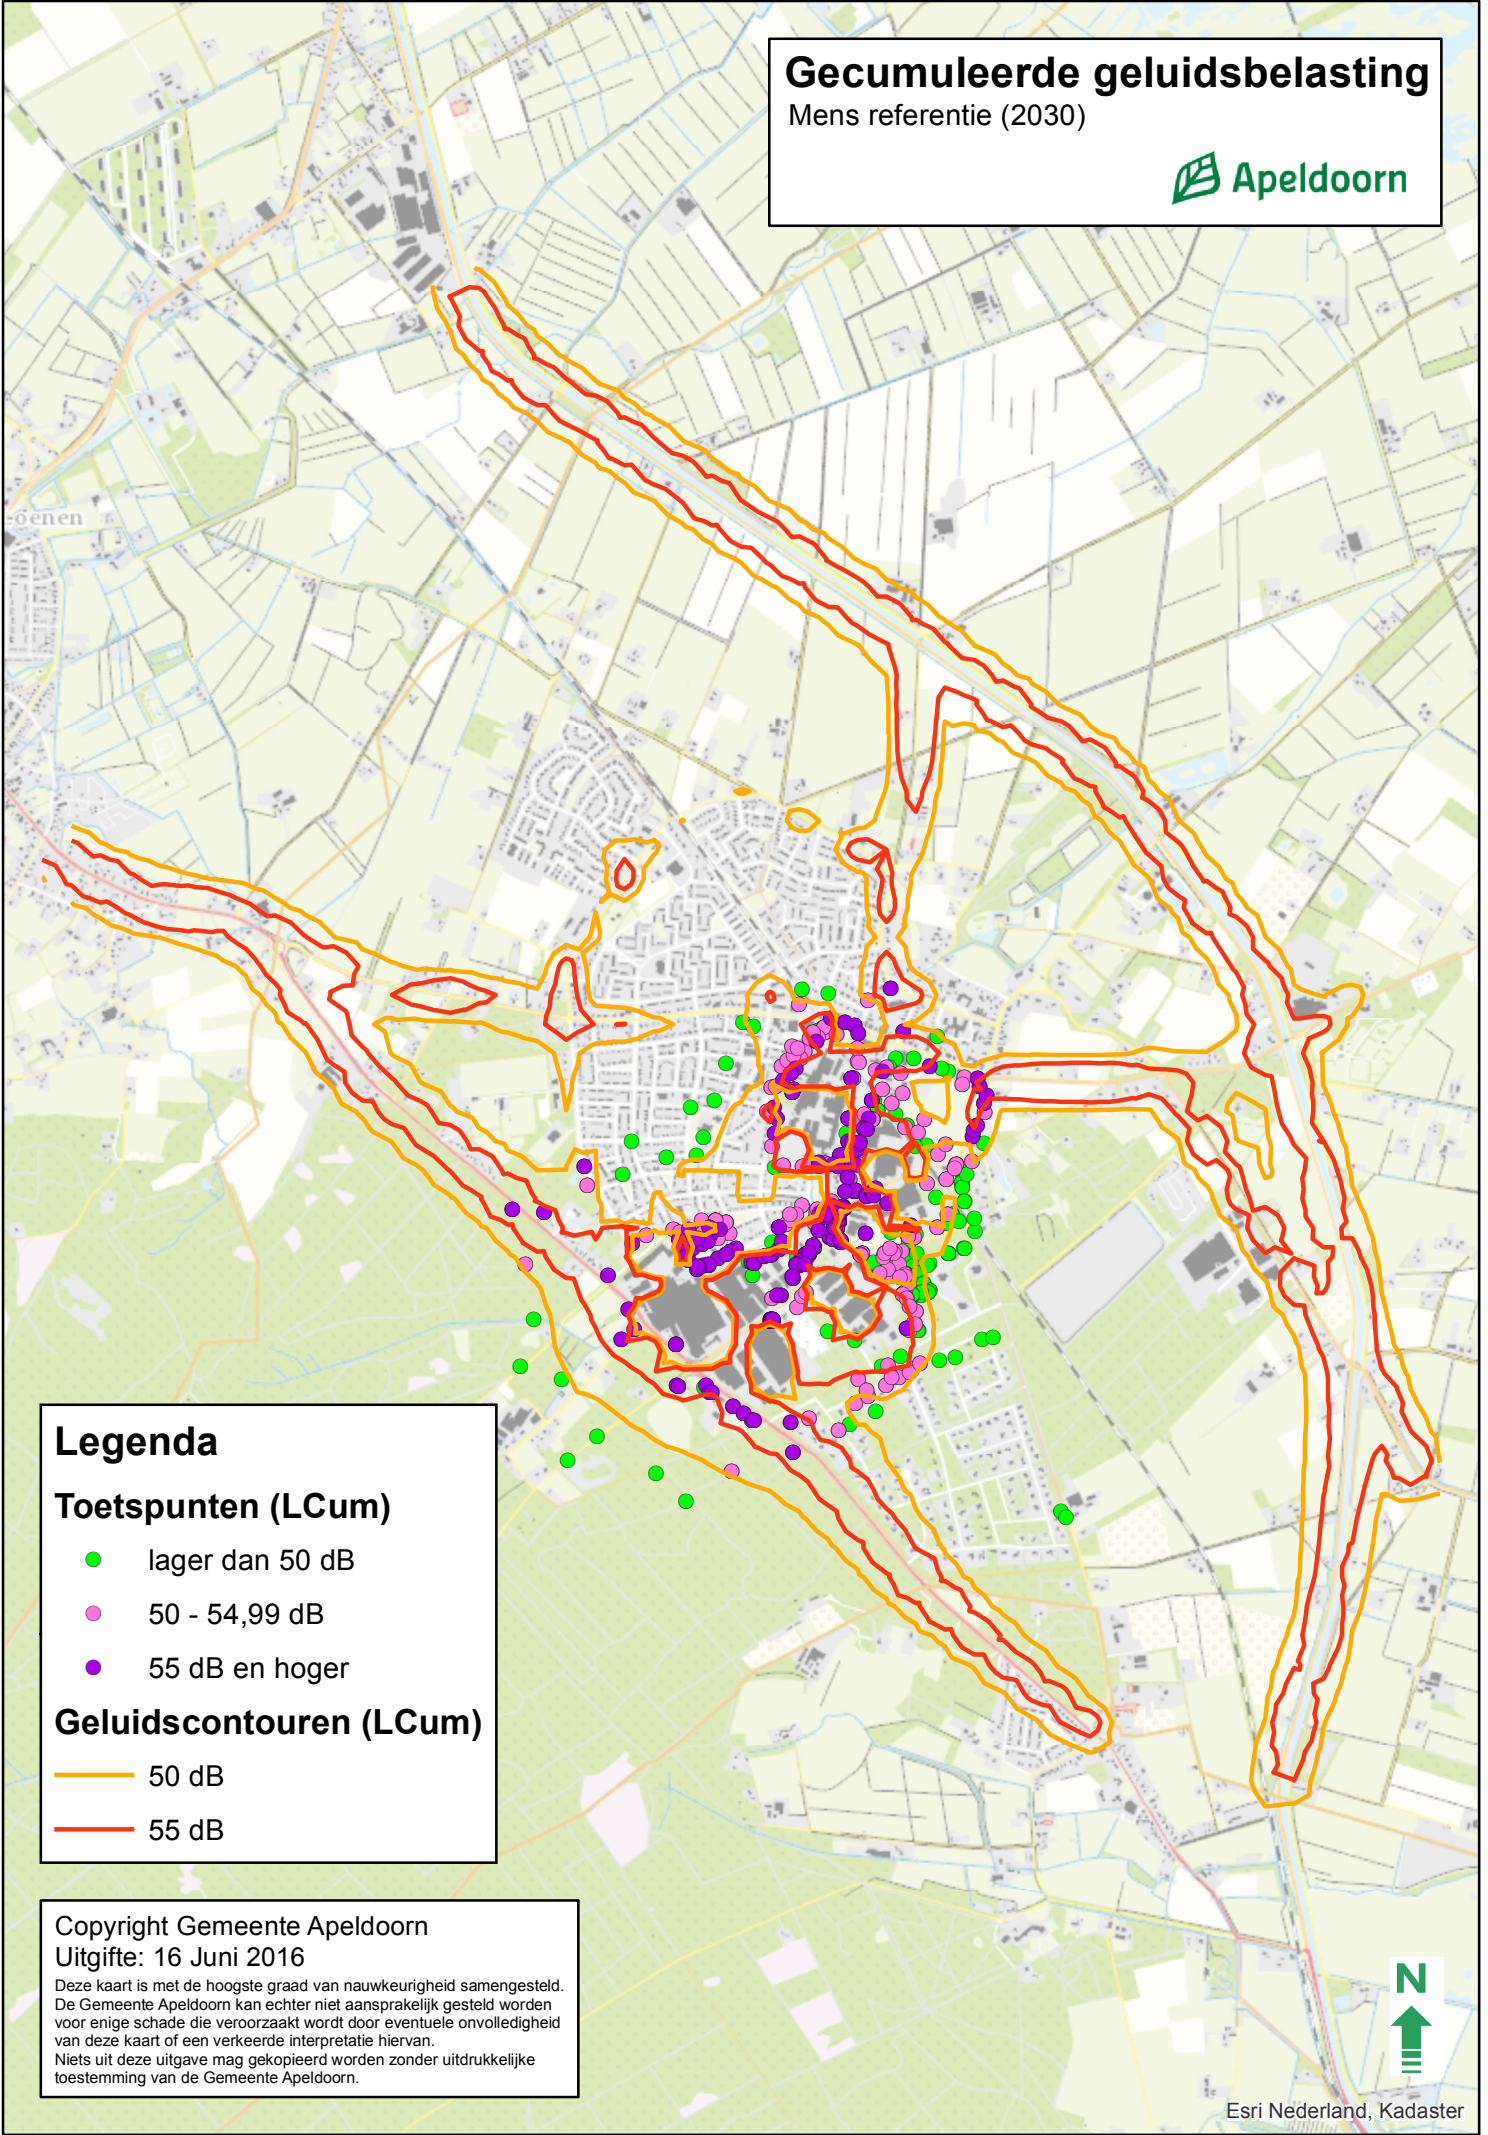 Gecumuleerde geluidsbelasting
Mens referentie (2030)
Apeldoorn
Legenda
Toetspunten (LCum)
lager dan 50 dB
50 - 54,99 dB
55 dB en hoger
Geluidscontouren (LCum)
50 dB
55 dB
Copyright Gemeente Apeldoorn
Uitgifte: 16 Juni 2016
Deze kaart is met de hoogste graad van nauwkeurigheid samengesteld.
De Gemeente Apeldoorn kan echter niet aansprakelijk gesteld worden
voor enige schade die veroorzaakt wordt door eventuele onvolledigheid
van deze kaart of een verkeerde interpretatie hiervan.
Niets uit deze uitgave mag gekopieerd worden zonder uitdrukkelijke
toestemming van de Gemeente Apeldoorn.
N
Esri Nederland, Kadaster